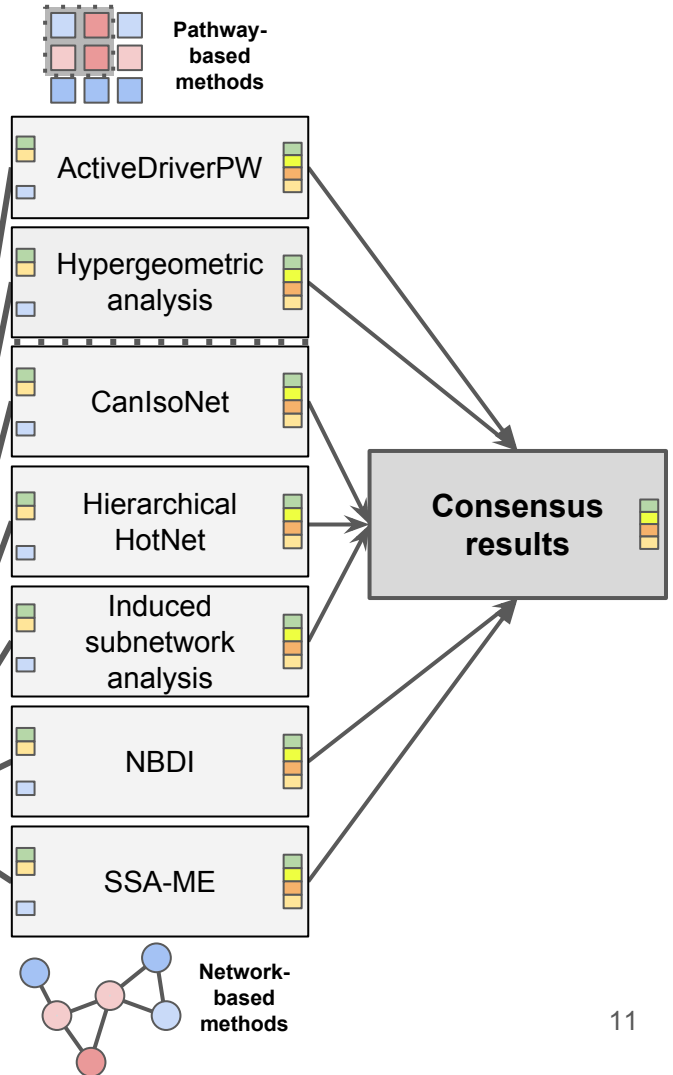 Pathway-
based
methods
ActiveDriverPW
Hypergeometric
analysis
CanIsoNet
Hierarchical
HotNet
Induced
subnetwork
analysis
NBDI
SSA-ME
Consensus
results
Network-
based
methods
11